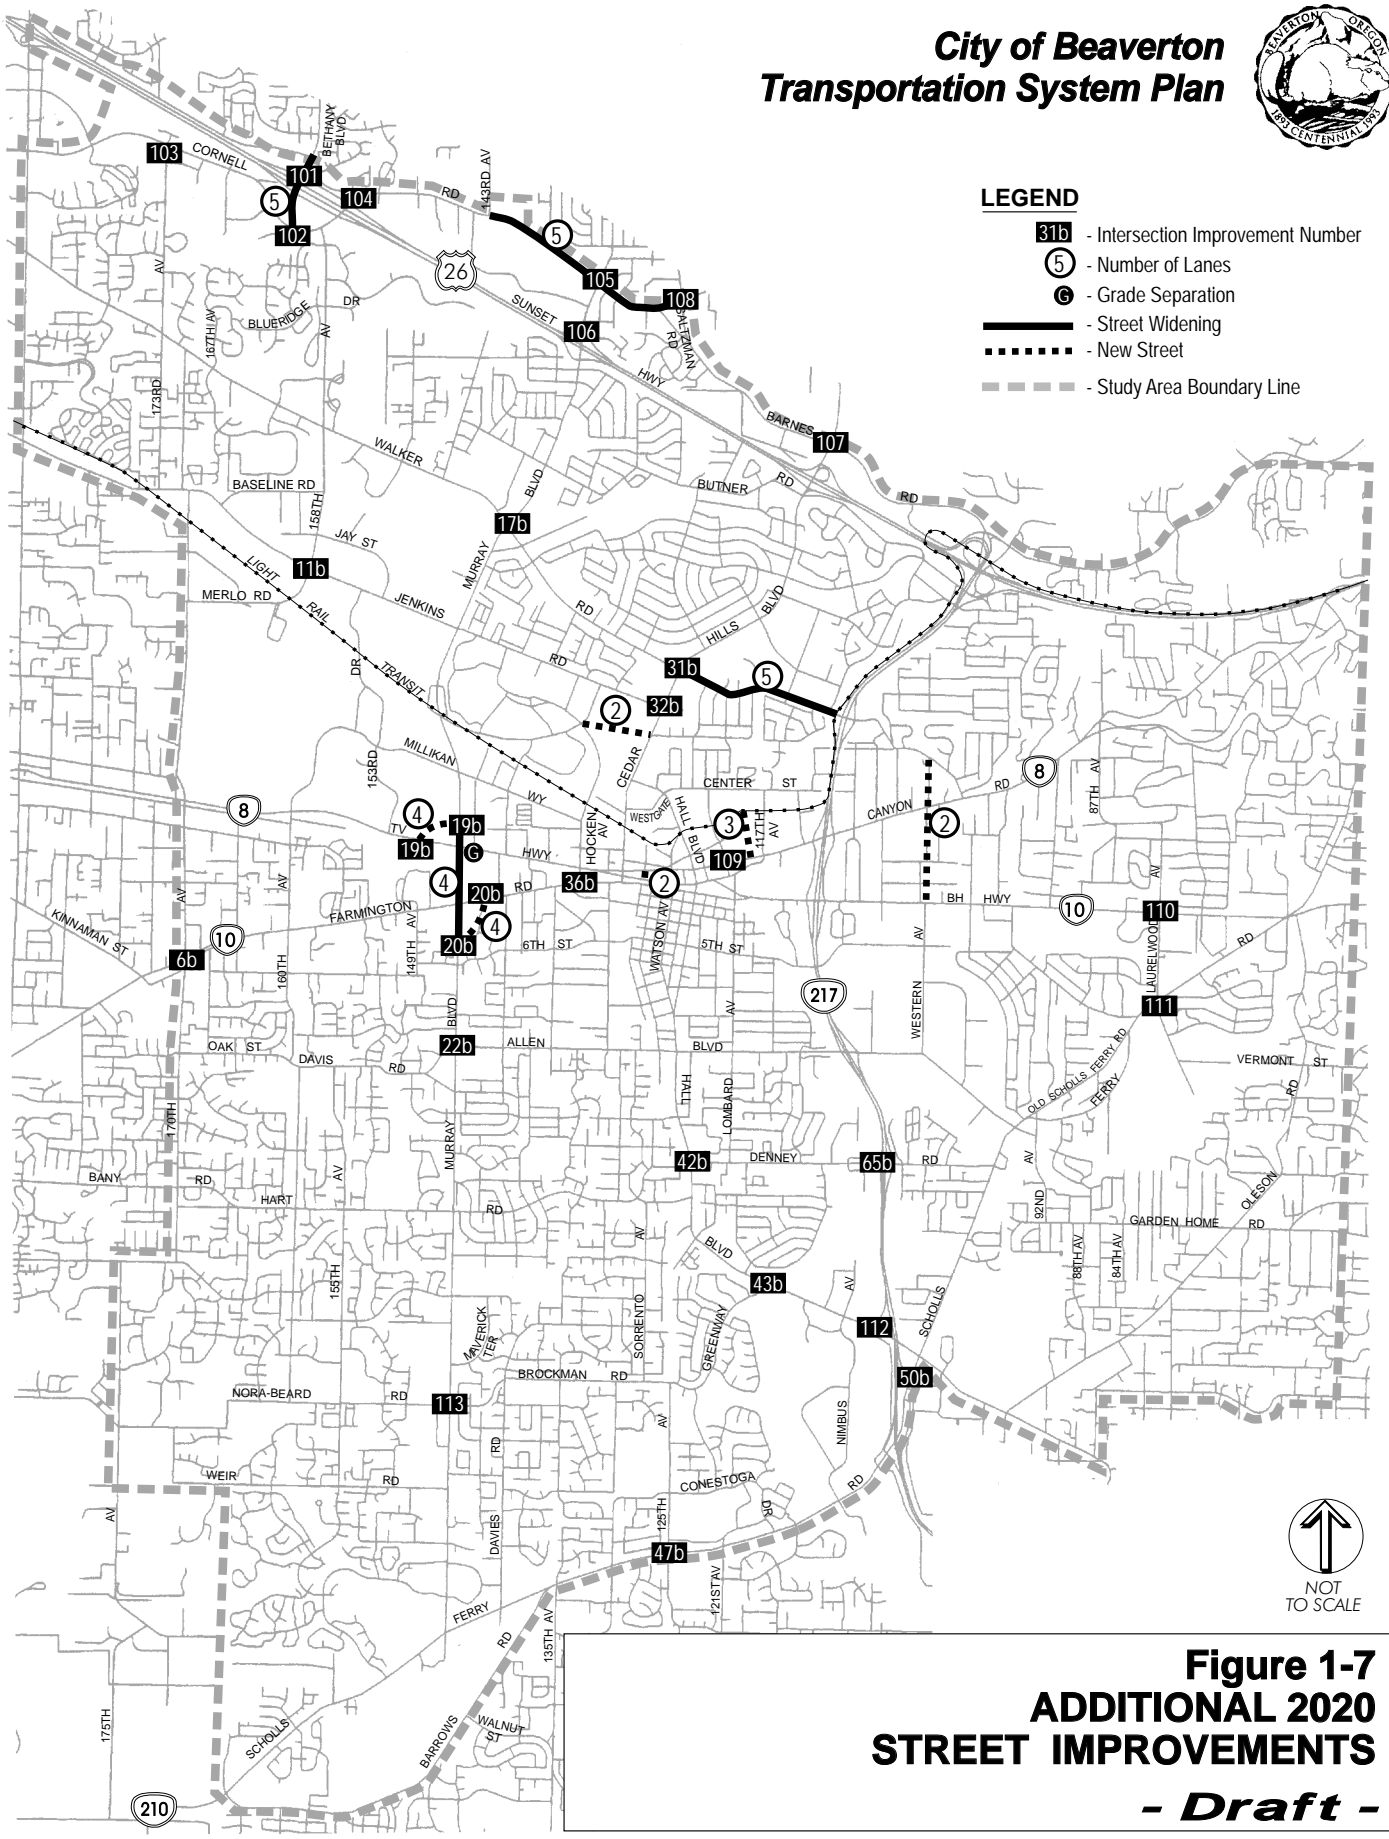 City of Beaverton
Transportation System Plan
BEAVERTON OREGON
1893 CENTENNIAL 1993
LEGEND
31b - Intersection Improvement Number
5 - Number of Lanes
G - Grade Separation
- Street Widening
- New Street
- Study Area Boundary Line
BETHANY
BLVD
103
CORNELL
101
104
RD
143RD AV
5
102
5
26
105
108
SALTZMAN
RD
AV
BLUERIDGE
DR
167TH AV
AV
SUNSET
106
HWY
173RD
BARNES
107
WALKER
BASELINE RD
BLVD
BUTNER
RD
RD
158TH
17b
JAY ST
11b
LIGHT
MURRAY
MERLO RD
RAIL
JENKINS
RD
BLVD
HILLS
RD
31b
5
DR
TRANSIT
2
32b
MILLIKAN
153RD
CEDAR
CENTER ST
8
87TH AV
RD
WY
WESTGATE
HALL BLVD
8
4
CANYON
TV
19b
HOCKEN
AV
3
117TH
AV
2
19b
G
HWY
109
4
20b
RD
36b
2
AV
AV
FARMINGTON
BH HWY
10
110
AV
KINNAMAN ST
10
149TH AV
4
20b
6TH ST
WATSON AV
5TH ST
AV
LAURELWOOD
RD
6b
160TH
217
AV
WESTERN
111
BLVD
OAK ST
DAVIS
RD
22b
ALLEN
BLVD
OLD SCHOLLS FERRY RD
VERMONT ST
HALL
LOMBARD
FERRY
RD
170TH
MURRAY
42b
DENNEY
65b
RD
AV
BANY
RD
AV
HART
RD
92ND
OLESON
GARDEN HOME RD
AV
BLVD
88TH AV
84TH AV
155TH
43b
AV
MAVERICK
TER
SORRENTO
GREENWAY
112
SCHOLLS
BROCKMAN RD
50b
NORA-BEARD
RD
113
AV
NIMBUS
RD
WEIR
RD
CONESTOGA
DR
RD
AV
125TH
DAVIES
47b
121ST AV
NOT
TO SCALE
FERRY
RD
135TH AV
175TH
SCHOLLS
BARROWS
WALNUT
ST
210
Figure 1-7
ADDITIONAL 2020
STREET IMPROVEMENTS
- Draft -